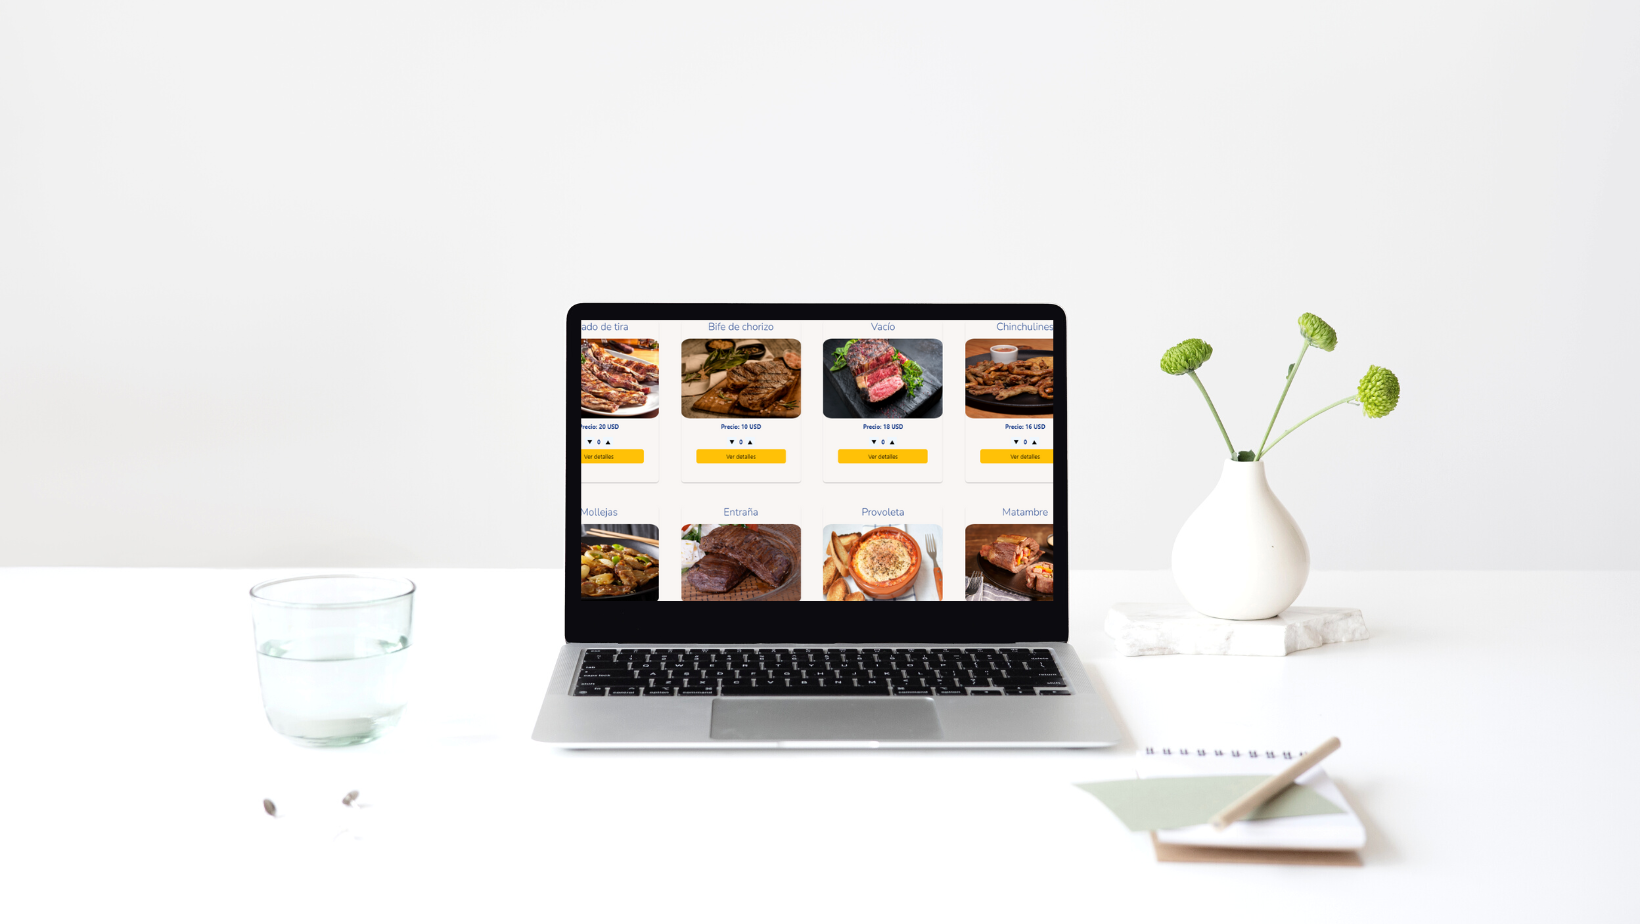 ado de tira
Bife de chorizo
Vacío
Chinchulines
Precio: 20 USD
Precio: 10 USD
Precio: 18 USD
Precio: 16 USD
▼ 0 ▲
▼ 0 ▲
▼ 0 ▲
▼ 0 ▲
Ver detalles
Ver detalles
Ver detalles
Ver detalles
Mollejas
Entraña
Provoleta
Matambre